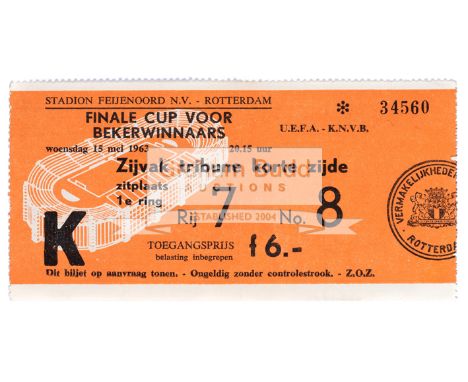 STADION FEIJENOORD N.V. - ROTTERDAM
* 34560
FINALE CUP VOOR
BEKERWINNAARS
U.E.F.A. - K.N.V.B.
woensdag 15 mei 1963 20.15 uur
Zijvak tribune korte zijde
zitplaats
1e ring
Rij 7 No. 8
ESTABLISHED 2004
K
TOEGANGSPRIJS
belasting inbegrepen
f 6.-
Dit biljet op aanvraag tonen. - Ongeldig zonder controlestrook. - Z.O.Z.
ROTTERDAM